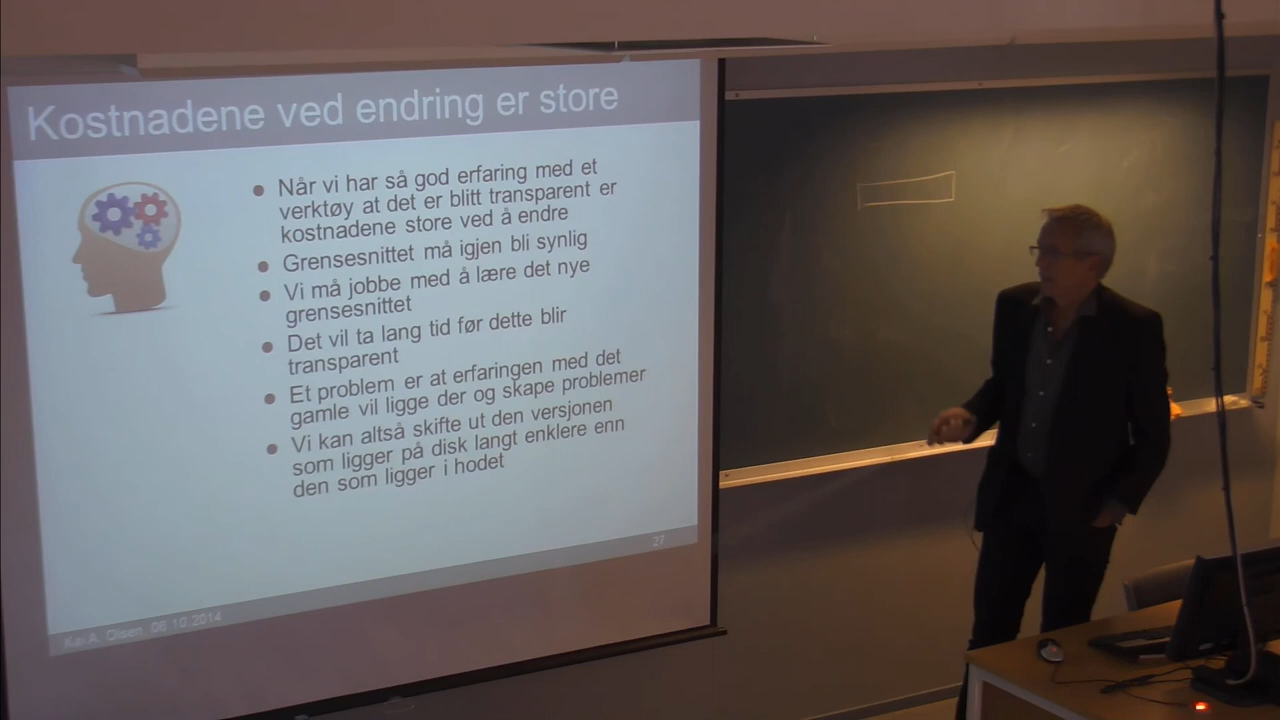 Kostnadene ved endring er store
Når vi har så god erfaring med et
verktøy at det er blitt transparent er
kostnadene store ved å endre
Grensesnittet må igjen bli synlig
Vi må jobbe med å lære det nye
grensesnittet
Det vil ta lang tid før dette blir
transparent
Et problem er at erfaringen med det
gamle vil ligge der og skape problemer
Vi kan altså skifte ut den versjonen
som ligger på disk langt enklere enn
den som ligger i hodet
27
Kai A. Olsen, 06.10.2014